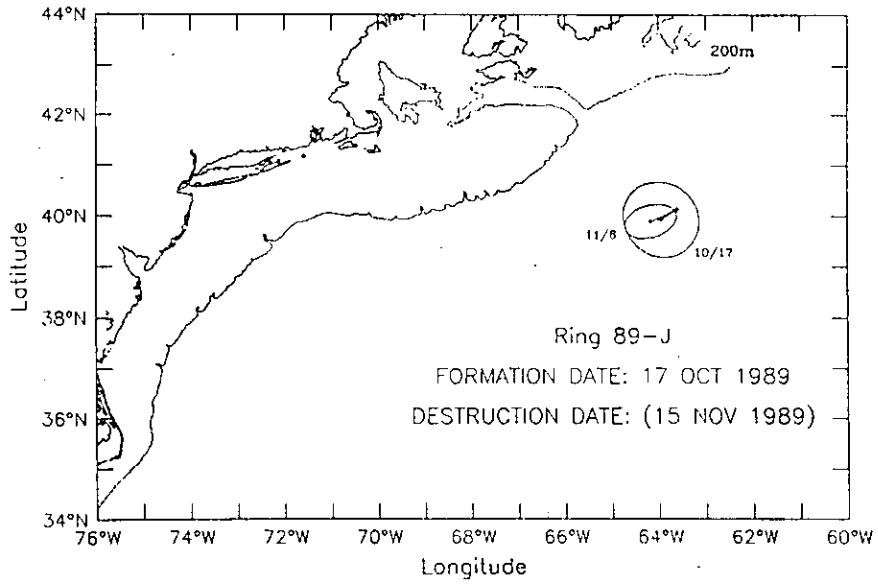 44°N
200m
42°N
40°N
11/6
10/17
38°N
Ring 89-J
FORMATION DATE: 17 OCT 1989
36°N
DESTRUCTION DATE: (15 NOV 1989)
34°N
76°W 74°W 72°W 70°W 68°W 66°W 64°W 62°W 60°W
Longitude
Latitude